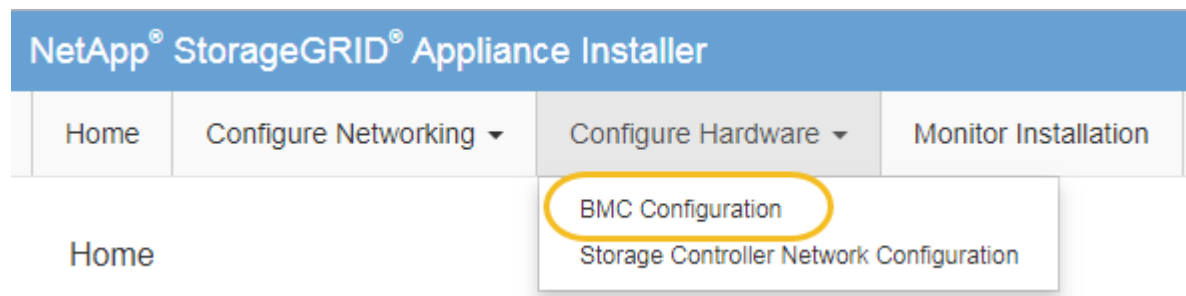 NetApp® StorageGRID® Appliance Installer
Home Configure Networking Configure Hardware Monitor Installation
BMC Configuration
Storage Controller Network Configuration
Home